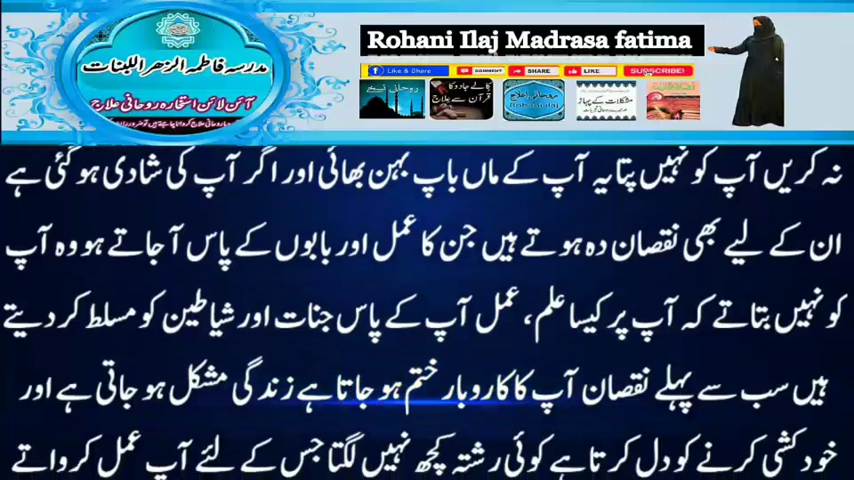 مدرسہ فاطمہ الزہرا للبنات
آن لائن استخارہ روحانی علاج
Rohani Ilaj Madrasa fatima
Like & Share
COMMENT
SHARE
LIKE
SUBSCRIBE!
نہ کریں آپ کو نہیں پتا یہ آپ کے ماں باپ بہن بھائی اور اگر آپ کی شادی ہو گئی ہے
ان کے لیے بھی نقصان دہ ہوتے ہیں جن کا عمل اور بابوں کے پاس آ جاتے ہو وہ آپ
کو نہیں بتاتے کہ آپ پر کیسا علم، عمل آپ کے پاس جنات اور شیاطین کو مسلط کر دیتے
ہیں سب سے پہلے نقصان آپ کا کاروبار ختم ہو جاتا ہے زندگی مشکل ہو جاتی ہے اور
خودکشی کرنے کو دل کرتا ہے کوئی رشتہ کچھ نہیں لگتا جس کے لئے آپ عمل کرواتے